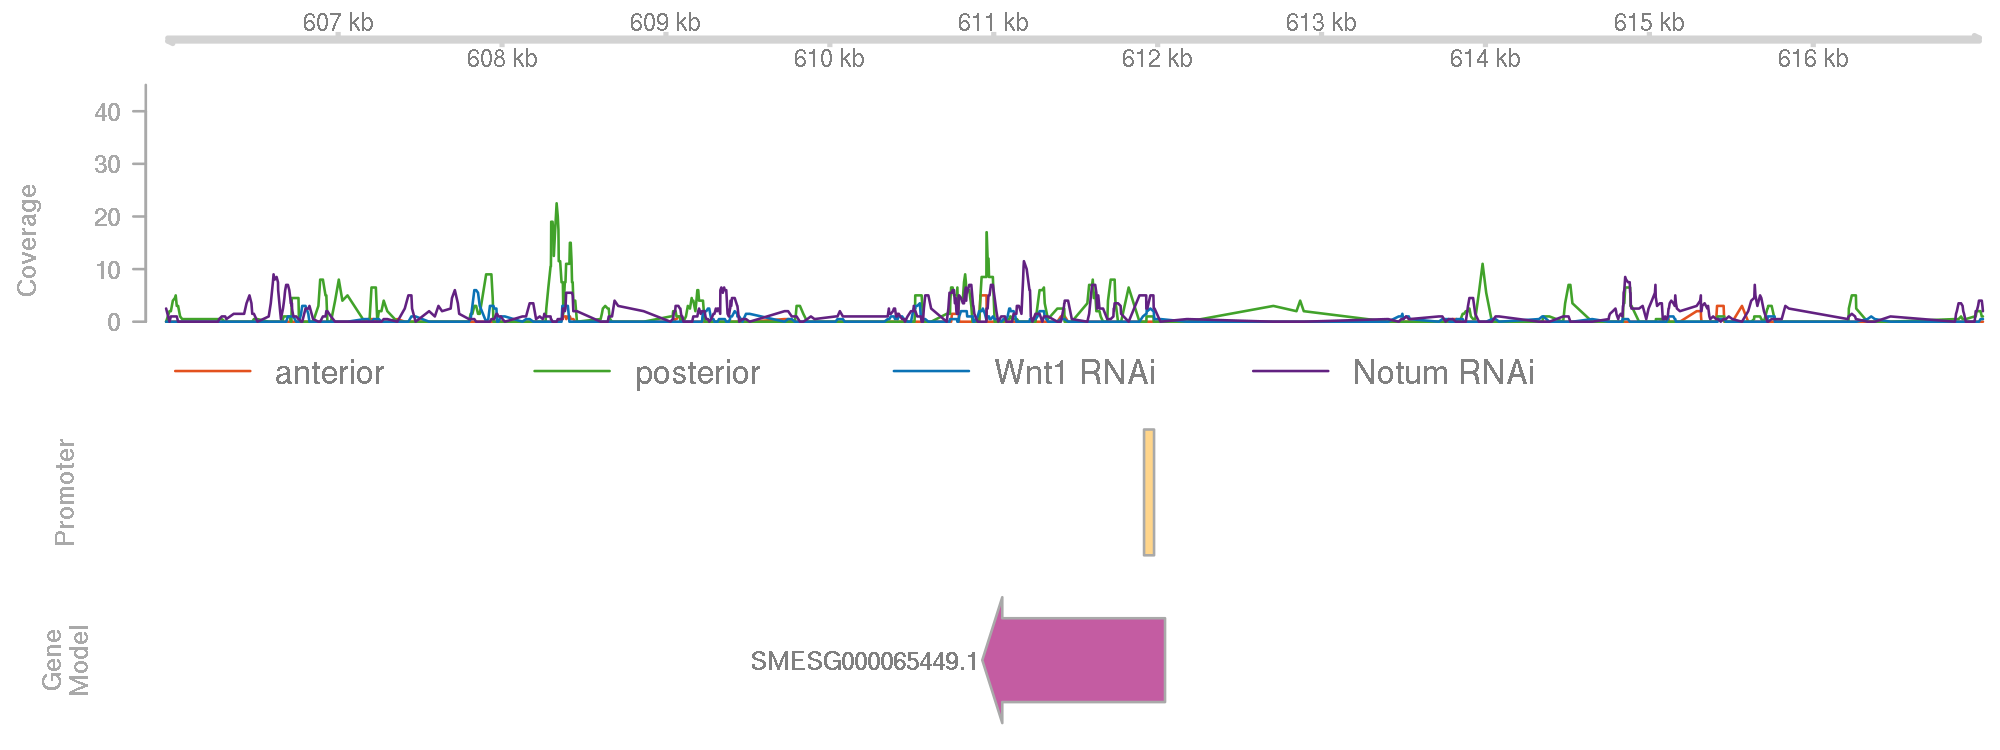 607 kb 609 kb 611 kb 613 kb 615 kb
608 kb 610 kb 612 kb 614 kb 616 kb
Coverage
40
30
20
10
0
anterior posterior Wnt1 RNAi Notum RNAi
Promoter
Gene
Model
SMESG000065449.1